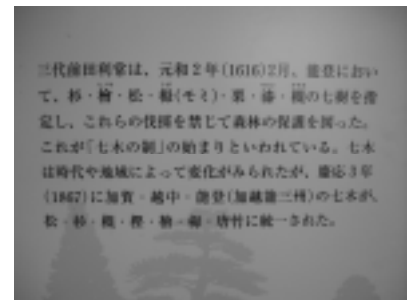 三代前田利常は、元和2年(1616)2月、能登におい
て、杉・檜・松・樅(モミ)・栗・漆・槻の七樹を指
定し、これらの伐採を禁じて森林の保護を図った。
これが「七木の制」の始まりといわれている。七木
は時代や地域によって変化がみられたが、慶応3年
(1867)に加賀・越中・能登(加越能三州)の七木が、
松・杉・槻・樫・桐・唐竹に統一された。